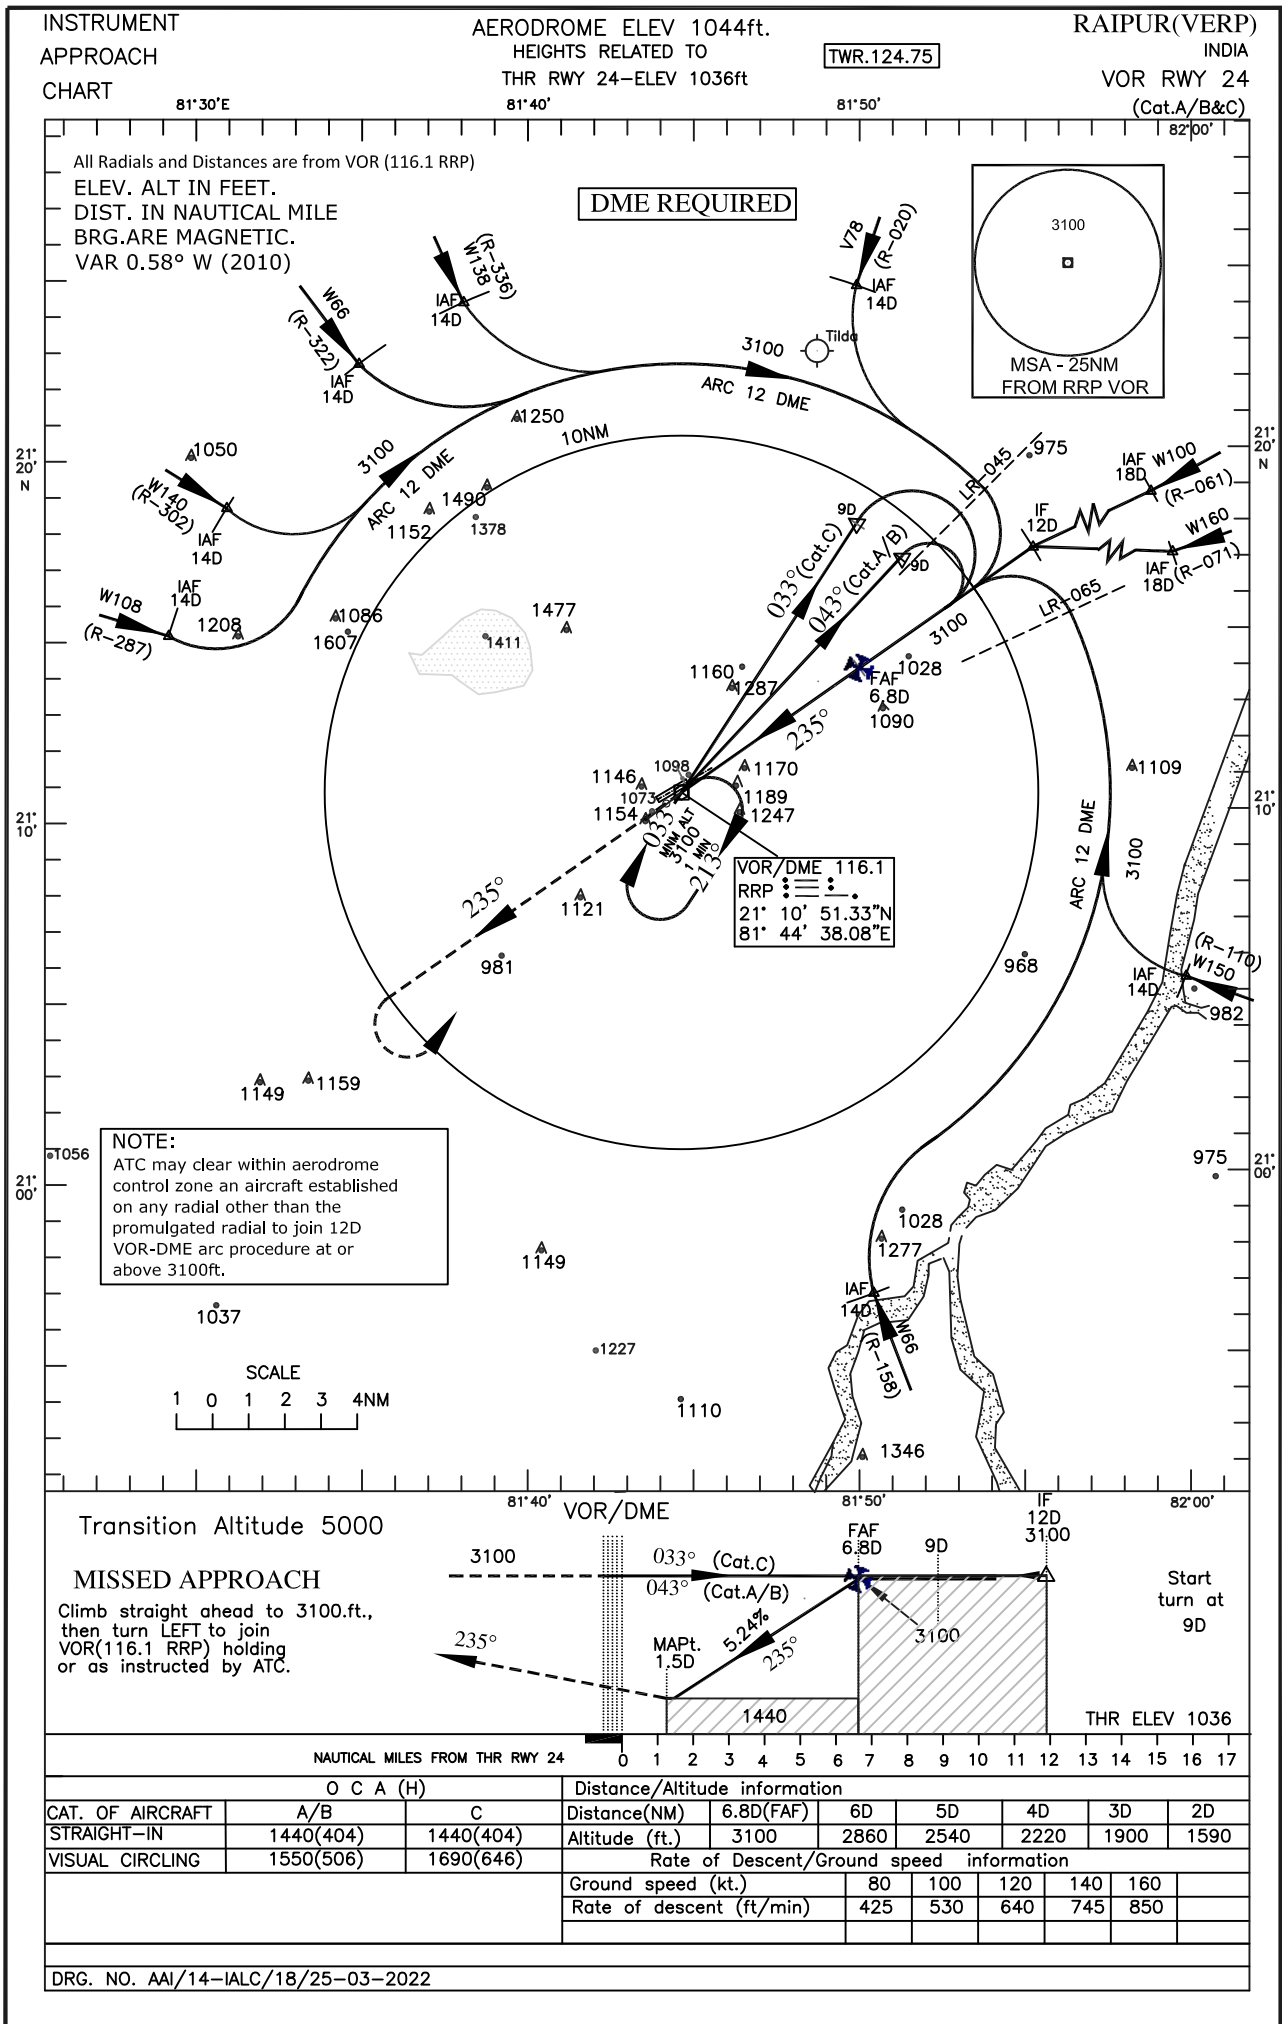 INSTRUMENT
APPROACH
CHART
AERODROME ELEV 1044ft.
HEIGHTS RELATED TO
THR RWY 24-ELEV 1036ft
TWR.124.75
RAIPUR(VERP)
INDIA
VOR RWY 24
(Cat.A/B&C)
81°30'E
81°40'
81°50'
82°00'
All Radials and Distances are from VOR (116.1 RRP)
ELEV. ALT IN FEET.
DIST. IN NAUTICAL MILE
BRG.ARE MAGNETIC.
VAR 0.58° W (2010)
DME REQUIRED
3100
MSA - 25NM
FROM RRP VOR
W66
(R-322)
IAF
14D
W138
(R-336)
IAF
14D
V78
(R-020)
IAF
14D
Tilda
3100
ARC 12 DME
1250
10NM
1050
3100
ARC 12 DME
W140
(R-302)
IAF
14D
1490
1152
1378
LR-045
975
IAF
18D
W100
(R-061)
IF
12D
W160
(R-071)
IAF
18D
LR-065
21°
20'
N
21°
20'
N
9D
9D
033°(Cat.C)
043°(Cat.A/B)
3100
W108
(R-287)
IAF
14D
1208
1086
1607
1477
1411
1160
1287
1028
FAF
6.8D
1090
235°
1098
1146
1073
1154
1170
1189
1247
1109
033°
MNM ALT
3100
1 MIN
213°
21°
10'
21°
10'
VOR/DME 116.1
RRP
21° 10' 51.33"N
81° 44' 38.08"E
ARC 12 DME
3100
235°
1121
981
968
(R-110)
W150
IAF
14D
982
1149
1159
NOTE:
ATC may clear within aerodrome
control zone an aircraft established
on any radial other than the
promulgated radial to join 12D
VOR-DME arc procedure at or
above 3100ft.
1056
21°
00'
21°
00'
975
1028
1277
1149
IAF
14D
W66
(R-158)
1037
1227
1110
1346
SCALE
1 0 1 2 3 4NM
81°40'
81°50'
82°00'
Transition Altitude 5000
VOR/DME
IF
12D
3100
FAF
6.8D
9D
3100
033° (Cat.C)
043° (Cat.A/B)
MISSED APPROACH
Climb straight ahead to 3100.ft.,
then turn LEFT to join
VOR(116.1 RRP) holding
or as instructed by ATC.
235°
MAPt.
1.5D
5.24%
235°
3100
1440
Start
turn at
9D
THR ELEV 1036
NAUTICAL MILES FROM THR RWY 24 0 1 2 3 4 5 6 7 8 9 10 11 12 13 14 15 16 17
O C A (H) Distance/Altitude information
CAT. OF AIRCRAFT A/B C Distance(NM) 6.8D(FAF) 6D 5D 4D 3D 2D
STRAIGHT-IN 1440(404) 1440(404) Altitude (ft.) 3100 2860 2540 2220 1900 1590
VISUAL CIRCLING 1550(506) 1690(646) Rate of Descent/Ground speed information
Ground speed (kt.) 80 100 120 140 160
Rate of descent (ft/min) 425 530 640 745 850
DRG. NO. AAI/14-IALC/18/25-03-2022